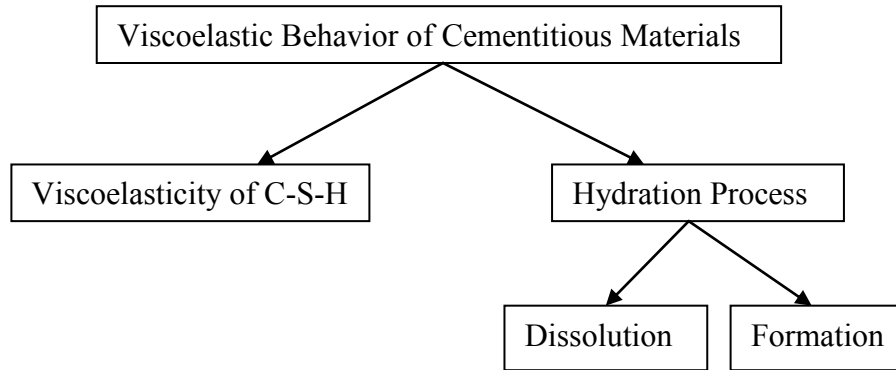 Viscoelastic Behavior of Cementitious Materials
Viscoelasticity of C-S-H
Hydration Process
Dissolution
Formation